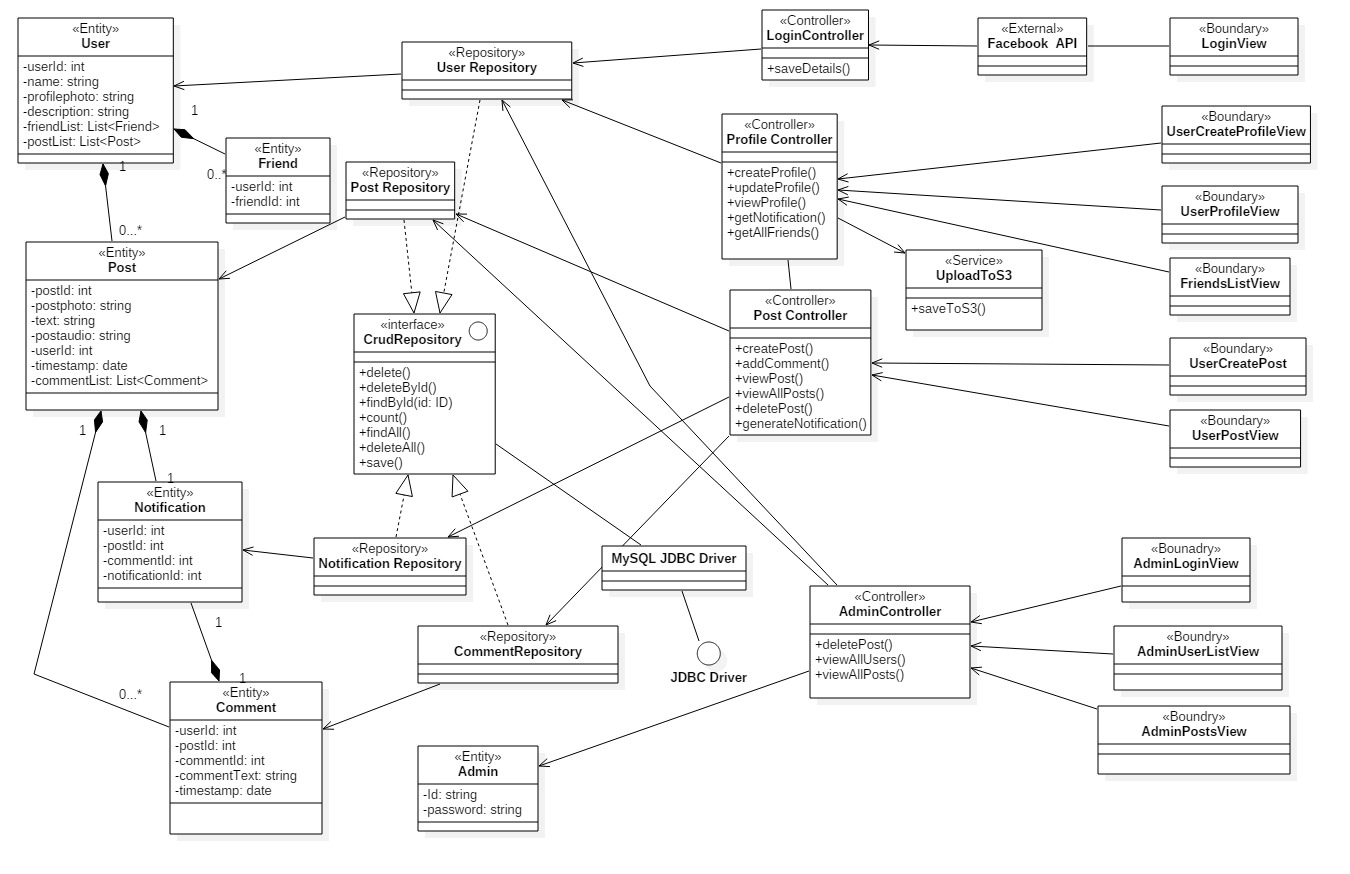 «Entity»
User
-userId: int
-name: string
-profilephoto: string
-description: string
-friendList: List<Friend>
-postList: List<Post>
1
1
0..*
0...*
«Entity»
Friend
-userId: int
-friendId: int
«Repository»
User Repository
«Controller»
LoginController
+saveDetails()
«External»
Facebook  API
«Boundary»
LoginView
«Repository»
Post Repository
«Controller»
Profile Controller
+createProfile()
+updateProfile()
+viewProfile()
+getNotification()
+getAllFriends()
«Boundary»
UserCreateProfileView
«Boundary»
UserProfileView
«Boundary»
FriendsListView
«Service»
UploadToS3
+saveToS3()
«Entity»
Post
-postId: int
-postphoto: string
-text: string
-postaudio: string
-userId: int
-timestamp: date
-commentList: List<Comment>
«interface»
CrudRepository
+delete()
+deleteById()
+findById(id: ID)
+count()
+findAll()
+deleteAll()
+save()
«Controller»
Post Controller
+createPost()
+addComment()
+viewPost()
+viewAllPosts()
+deletePost()
+generateNotification()
«Boundary»
UserCreatePost
«Boundary»
UserPostView
1
1
1
«Entity»
Notification
-userId: int
-postId: int
-commentId: int
-notificationId: int
«Repository»
Notification Repository
MySQL JDBC Driver
JDBC Driver
«Controller»
AdminController
+deletePost()
+viewAllUsers()
+viewAllPosts()
«Bounadry»
AdminLoginView
«Boundry»
AdminUserListView
«Boundry»
AdminPostsView
«Repository»
CommentRepository
1
1
0...*
«Entity»
Comment
-userId: int
-postId: int
-commentId: int
-commentText: string
-timestamp: date
«Entity»
Admin
-Id: string
-password: string